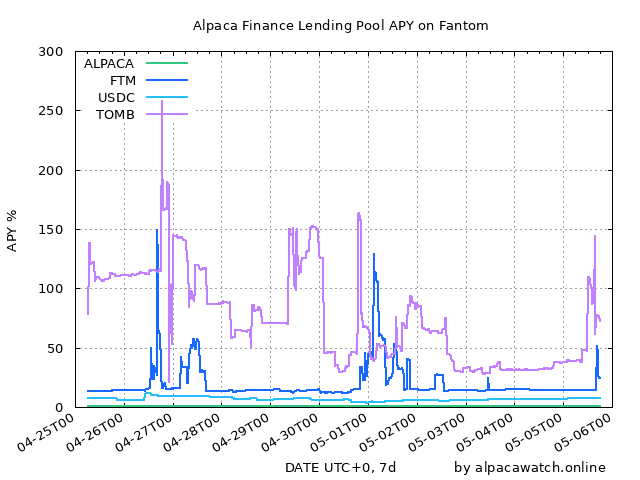 Alpaca Finance Lending Pool APY on Fantom
APY %
300
250
200
150
100
50
0
ALPACA
FTM
USDC
TOMB
04-25T00
04-26T00
04-27T00
04-28T00
04-29T00
04-30T00
05-01T00
05-02T00
05-03T00
05-04T00
05-05T00
05-06T00
DATE UTC+0, 7d
by alpacawatch.online